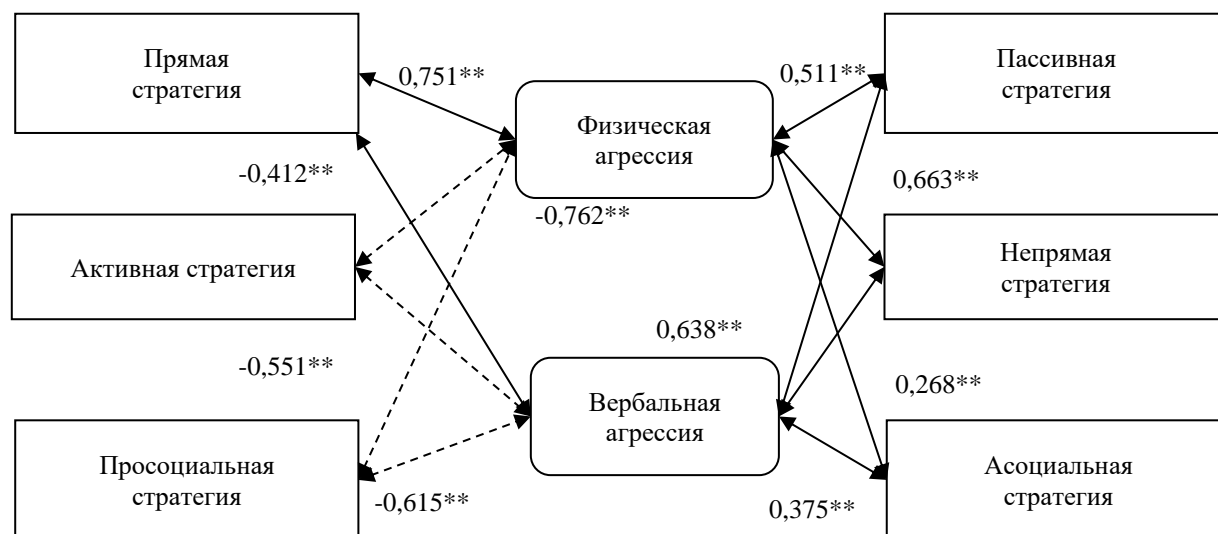 Прямая
стратегия
0,751**
Физическая
агрессия
0,511**
Пассивная
стратегия
-0,412**
-0,762**
0,663**
Активная стратегия
Непрямая
стратегия
-0,551**
0,638**
0,268**
Просоциальная
стратегия
Вербальная
агрессия
Асоциальная
стратегия
-0,615**
0,375**